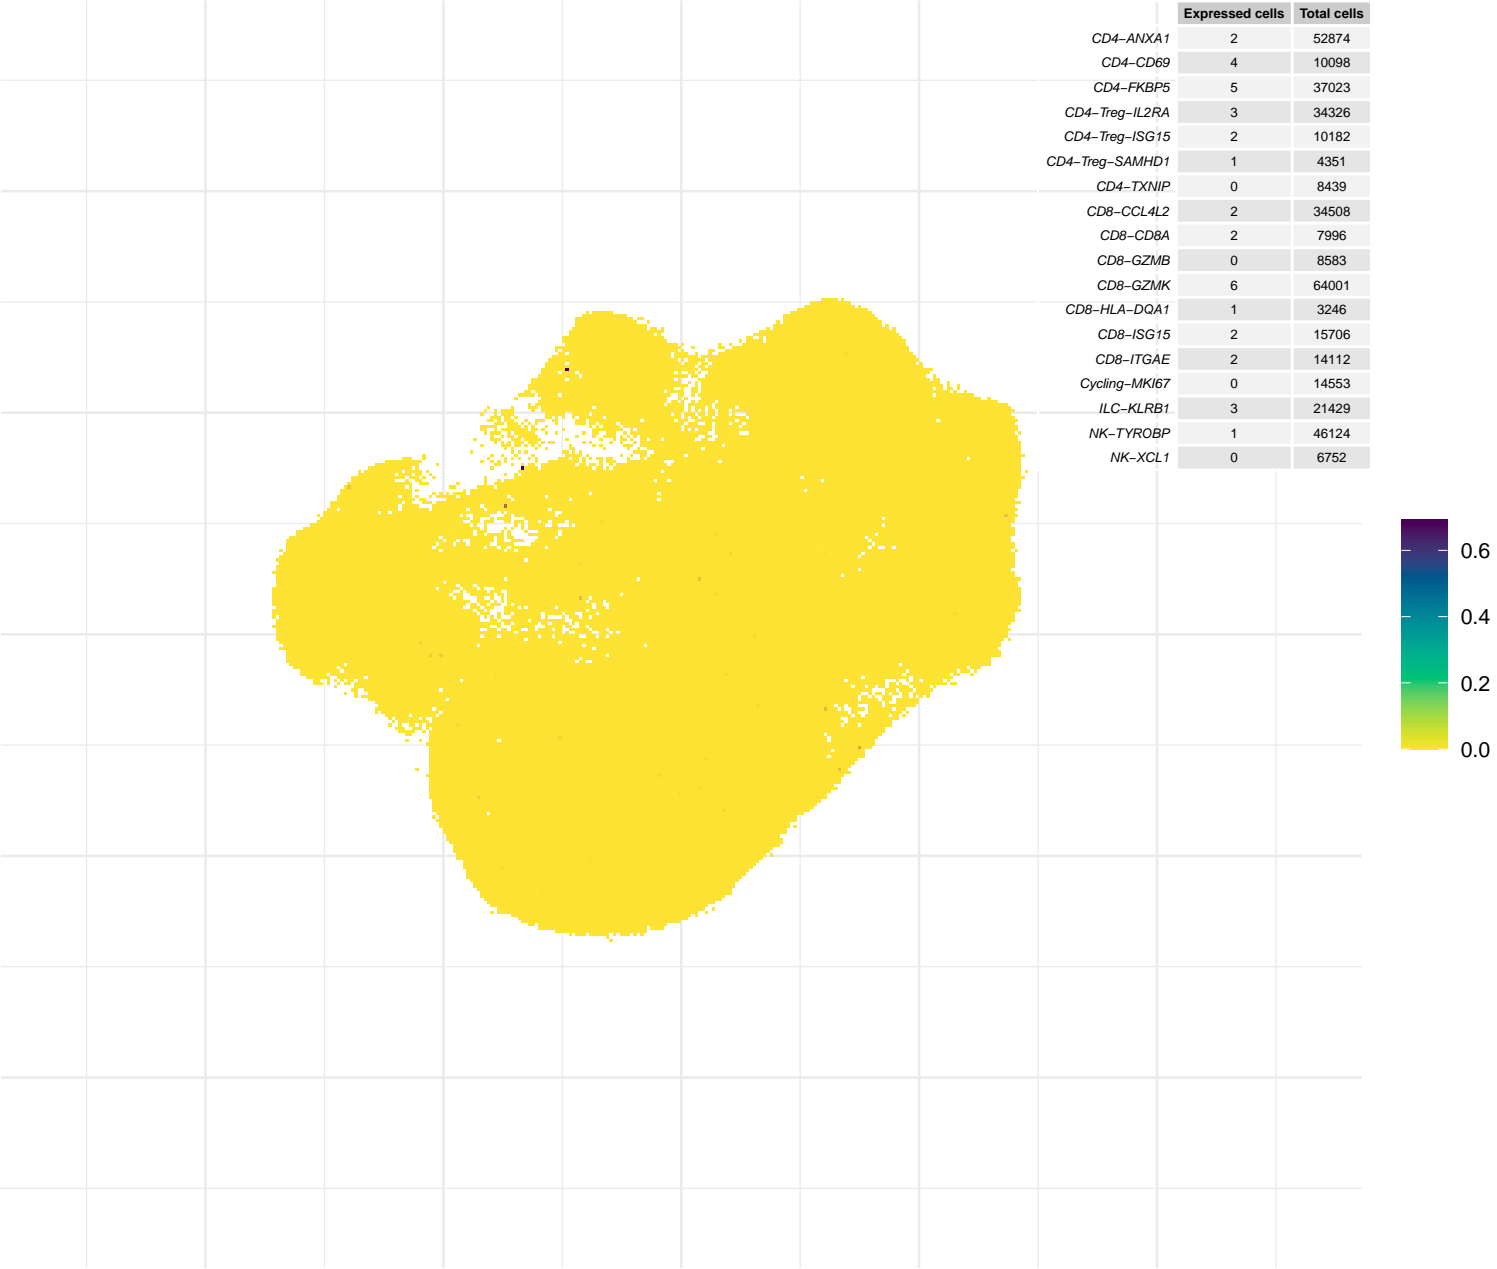 Expressed cells Total cells
CD4−ANXA1 2 52874
CD4−CD69 4 10098
CD4−FKBP5 5 37023
CD4−Treg−IL2RA 3 34326
CD4−Treg−ISG15 2 10182
CD4−Treg−SAMHD1 1 4351
CD4−TXNIP 0 8439
CD8−CCL4L2 2 34508
CD8−CD8A 2 7996
CD8−GZMB 0 8583
CD8−GZMK 6 64001
CD8−HLA−DQA1 1 3246
CD8−ISG15 2 15706
CD8−ITGAE 2 14112
Cycling−MKI67 0 14553
ILC−KLRB1 3 21429
NK−TYROBP 1 46124
NK−XCL1 0 6752
0.6
0.4
0.2
0.0